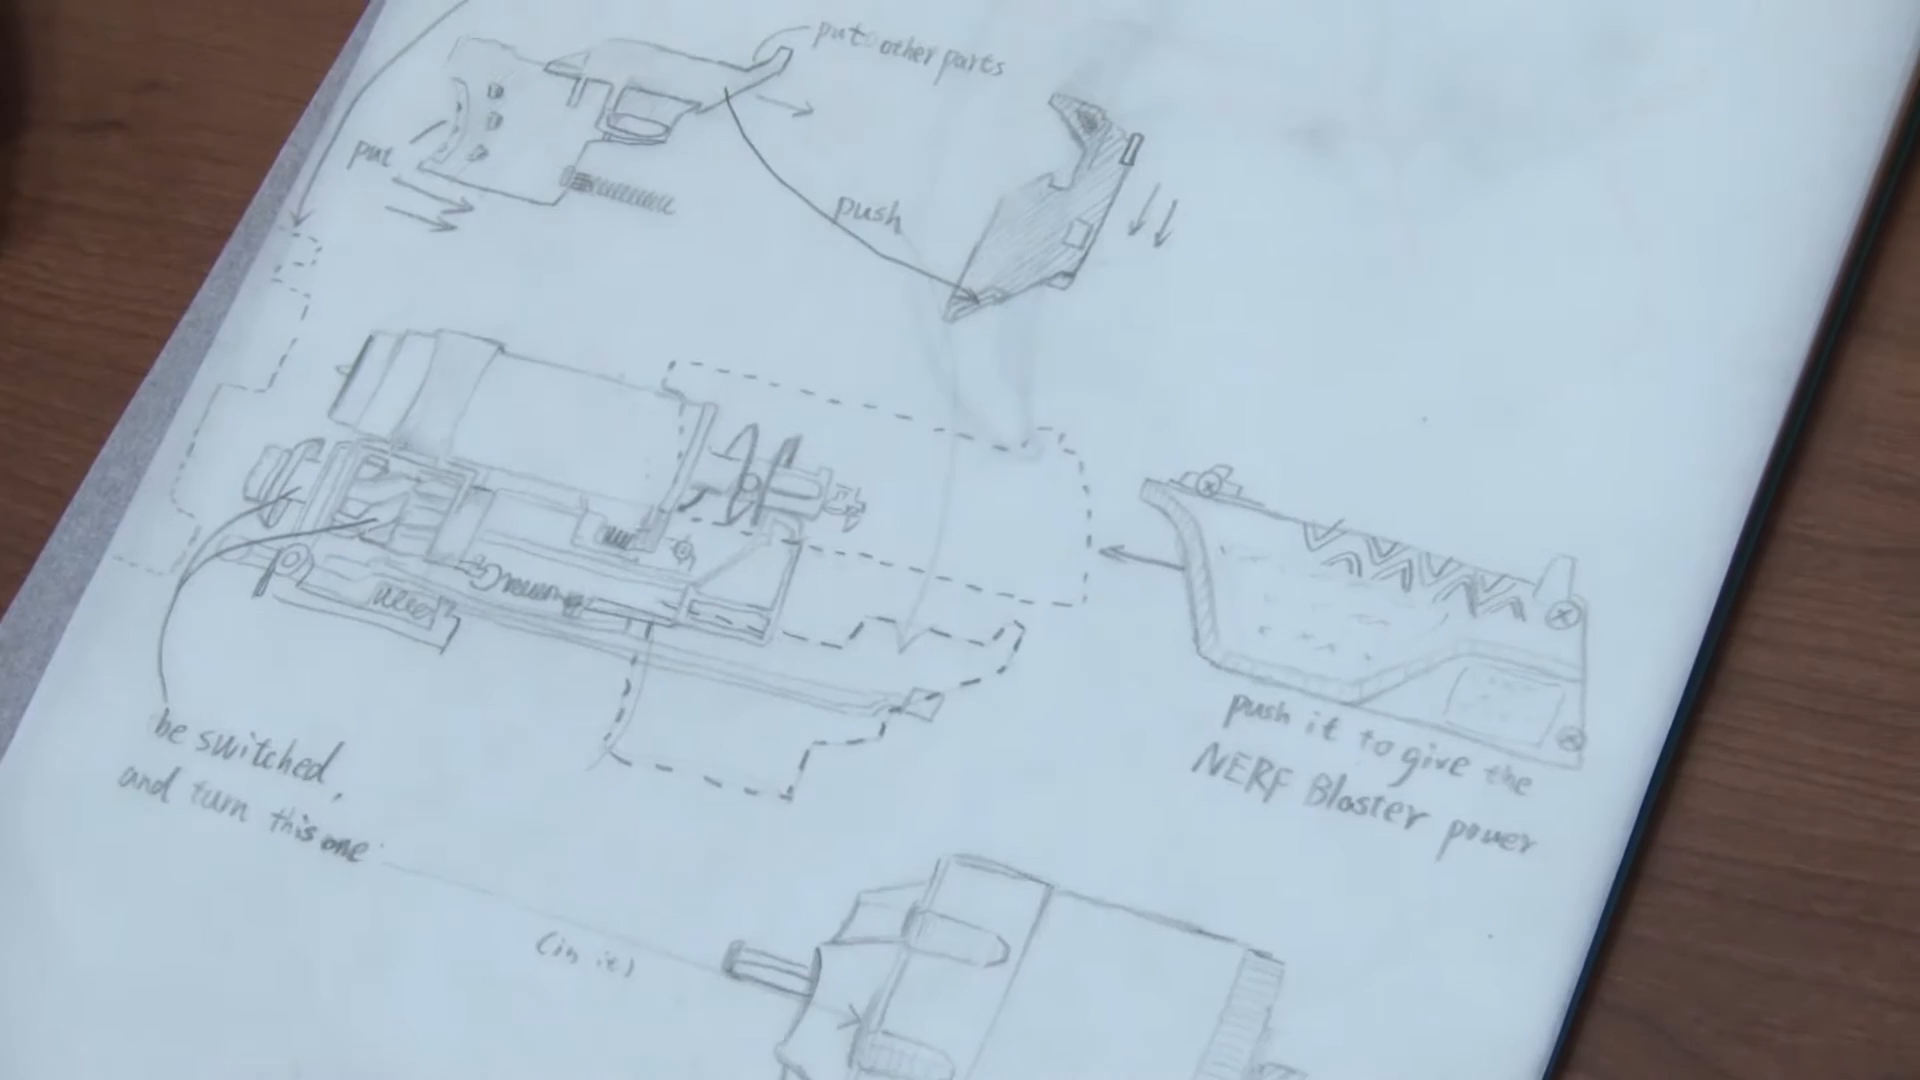 put other parts
put
push
be switched,
and turn this one
push it to give the
NERF Blaster power
(in it)